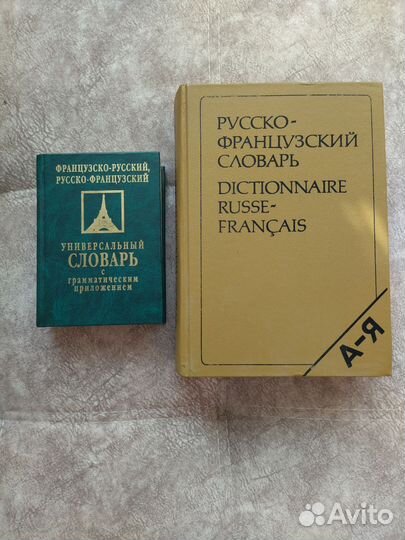 ФРАНЦУЗСКО-РУССКИЙ,
РУССКО-ФРАНЦУЗСКИЙ
УНИВЕРСАЛЬНЫЙ
СЛОВАРЬ
с
грамматическим
приложением
РУССКО-
ФРАНЦУЗСКИЙ
СЛОВАРЬ
DICTIONNAIRE
RUSSE-
FRANÇAIS
А-Я
Avito